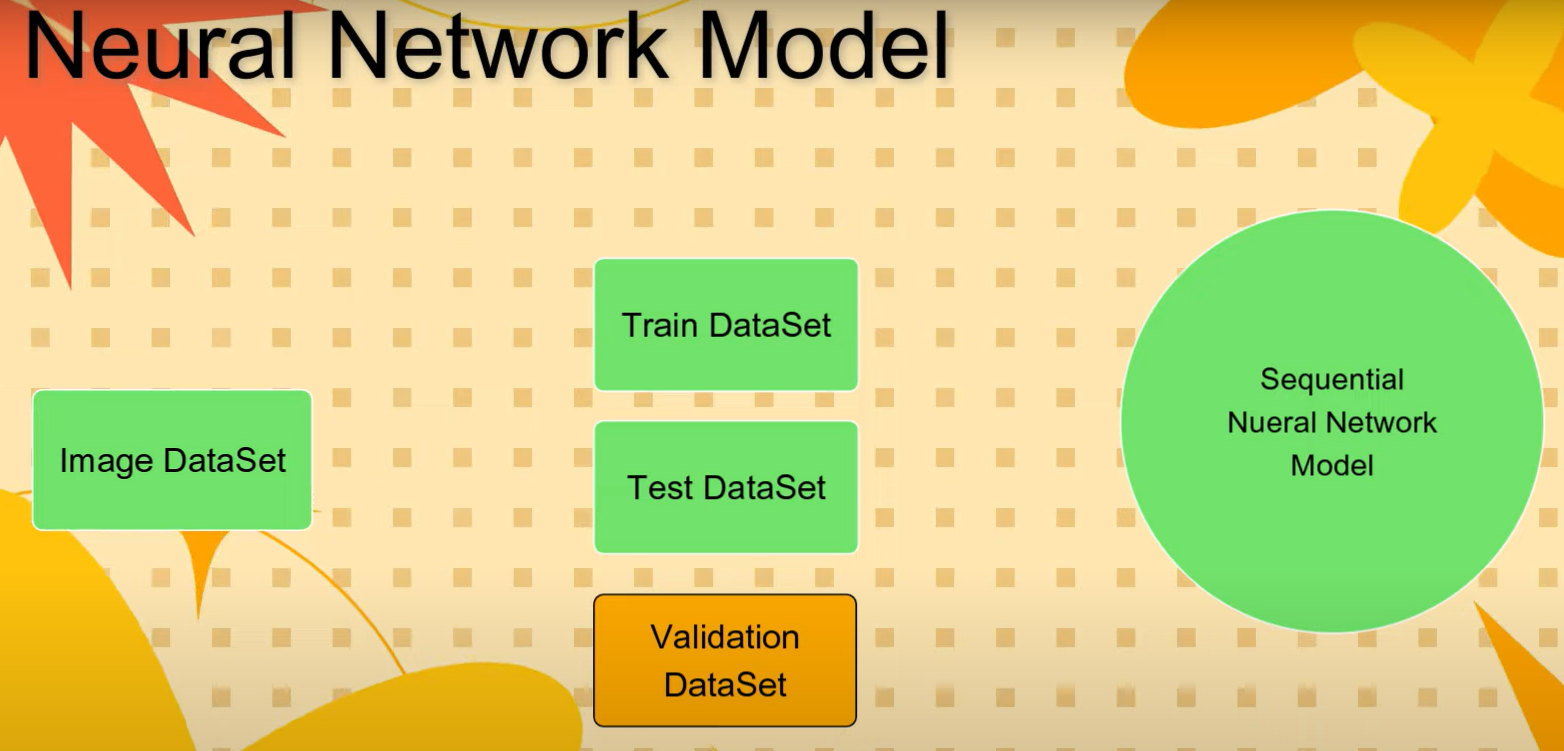 Neural Network Model
Image DataSet
Train DataSet
Test DataSet
Validation
DataSet
Sequential
Nueral Network
Model